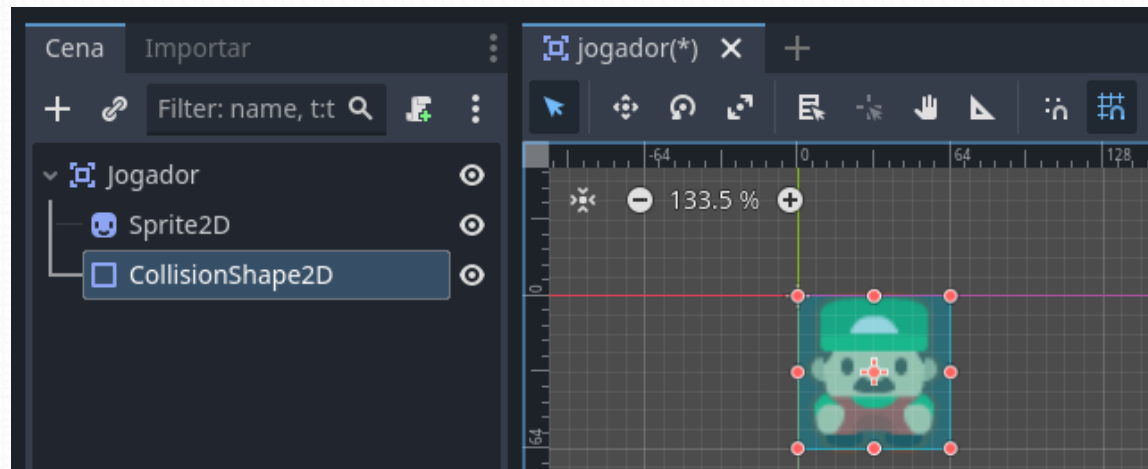 Cena Importar
jogador(*)
Filter: name, t:t
-64 0 64 128
Jogador
133.5 %
Sprite2D
CollisionShape2D
0
64